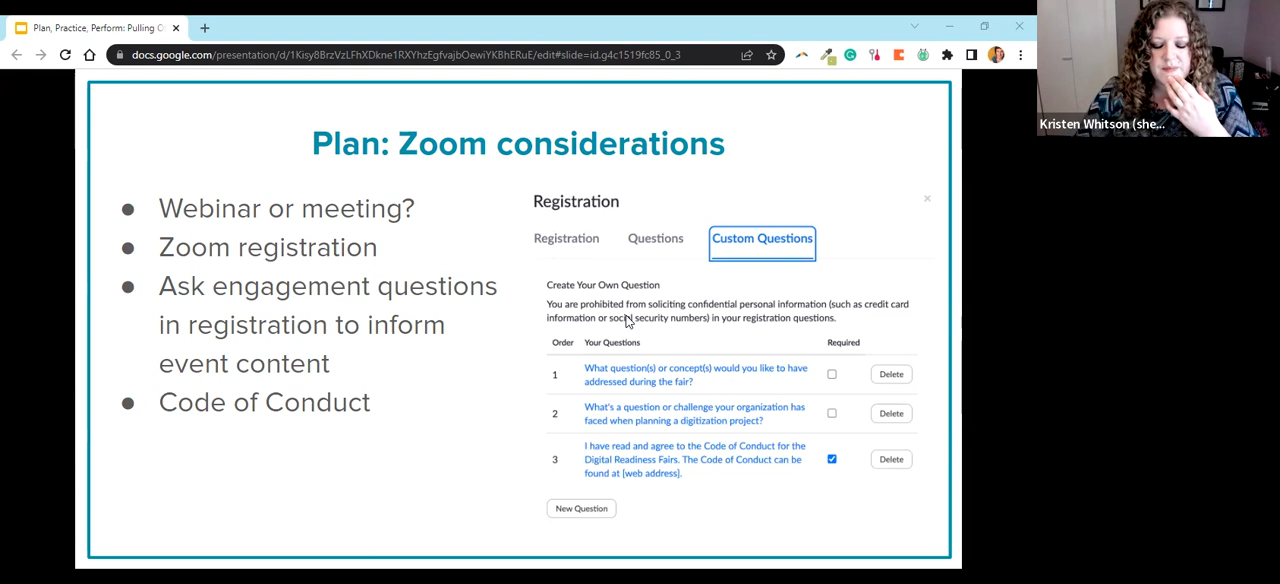 Plan, Practice, Perform: Pulling O
docs.google.com/presentation/d/1Kisy8BrzVzLFhXDkne1RXYhzEgfvajbOewiYKBhERuE/edit#slide=id.g4c1519fc85_0_3
Kristen Whitson (she...
Plan: Zoom considerations
● Webinar or meeting?
● Zoom registration
● Ask engagement questions
in registration to inform
event content
● Code of Conduct
Registration
Registration Questions Custom Questions
Create Your Own Question
You are prohibited from soliciting confidential personal information (such as credit card
information or social security numbers) in your registration questions.
Order Your Questions Required
1 What question(s) or concept(s) would you like to have
addressed during the fair? Delete
2 What's a question or challenge your organization has
faced when planning a digitization project? Delete
3 I have read and agree to the Code of Conduct for the
Digital Readiness Fairs. The Code of Conduct can be Delete
found at [web address].
New Question